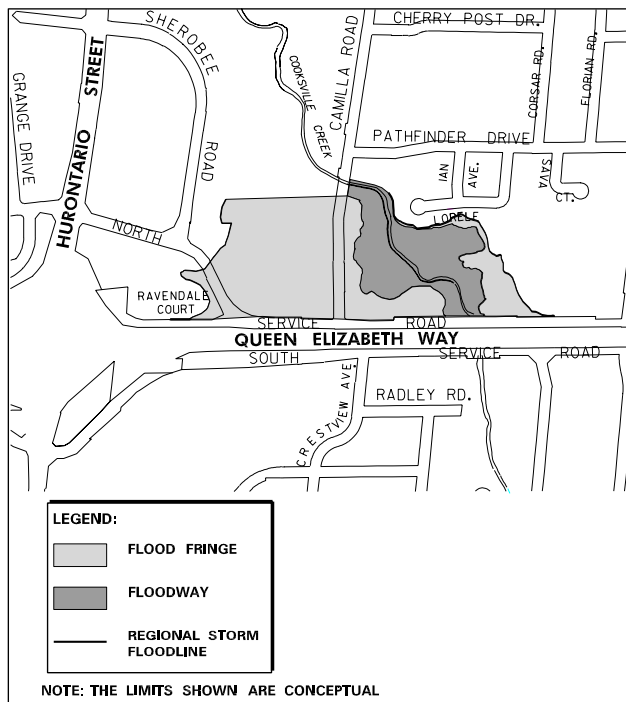 SHEROBEE
ROAD
CHERRY POST DR.
CAMILLA ROAD
CORSAR RD.
FLORIAN RD.
GRANGE DRIVE
HURONTARIO STREET
COOKSVILLE
CREEK
PATHFINDER DRIVE
IAN
AVE.
SAVA
CT.
LORELE
NORTH
RAVENDALE
COURT
SERVICE ROAD
QUEEN ELIZABETH WAY
SOUTH SERVICE ROAD
CRESTVIEW AVE.
RADLEY RD.
LEGEND:
FLOOD FRINGE
FLOODWAY
REGIONAL STORM
FLOODLINE
NOTE: THE LIMITS SHOWN ARE CONCEPTUAL